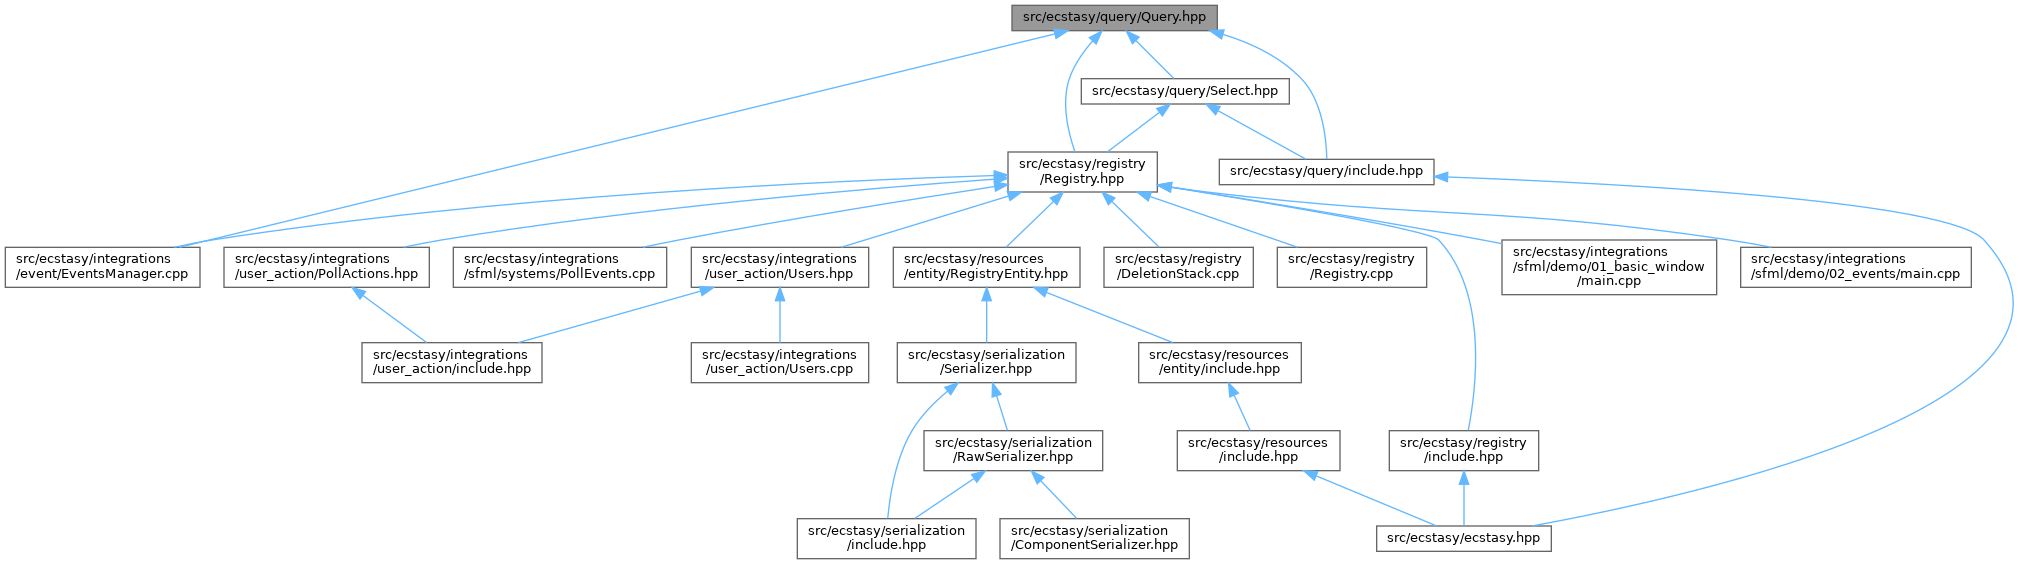 src/ecstasy/query/Query.hpp
src/ecstasy/query/Select.hpp
src/ecstasy/registry
/Registry.hpp
src/ecstasy/query/include.hpp
src/ecstasy/integrations
/event/EventsManager.cpp
src/ecstasy/integrations
/user_action/PollActions.hpp
src/ecstasy/integrations
/sfml/systems/PollEvents.cpp
src/ecstasy/integrations
/user_action/Users.hpp
src/ecstasy/resources
/entity/RegistryEntity.hpp
src/ecstasy/registry
/DeletionStack.cpp
src/ecstasy/registry
/Registry.cpp
src/ecstasy/integrations
/sfml/demo/01_basic_window
/main.cpp
src/ecstasy/integrations
/sfml/demo/02_events/main.cpp
src/ecstasy/integrations
/user_action/include.hpp
src/ecstasy/integrations
/user_action/Users.cpp
src/ecstasy/serialization
/Serializer.hpp
src/ecstasy/resources
/entity/include.hpp
src/ecstasy/serialization
/RawSerializer.hpp
src/ecstasy/resources
/include.hpp
src/ecstasy/registry
/include.hpp
src/ecstasy/serialization
/include.hpp
src/ecstasy/serialization
/ComponentSerializer.hpp
src/ecstasy/ecstasy.hpp